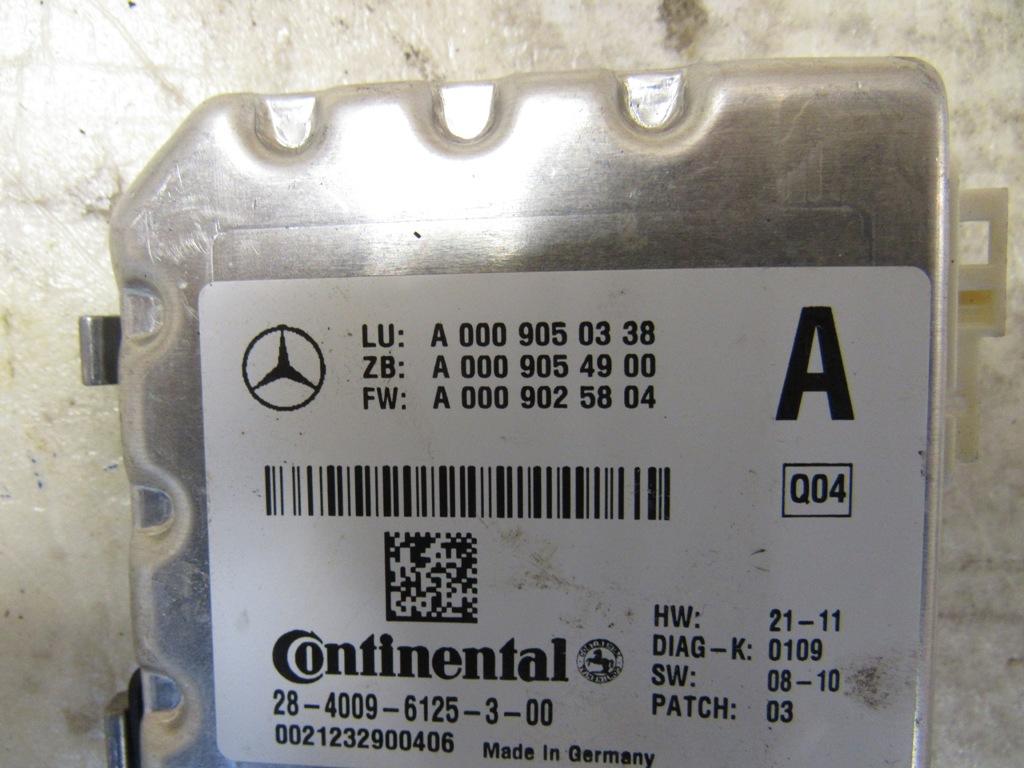 LU: A 000 905 03 38
ZB: A 000 905 49 00
FW: A 000 902 58 04
A
Q04
Continental
28-4009-6125-3-00
0021232900406 Made In Germany
HW: 21-11
DIAG-K: 0109
SW: 08-10
PATCH: 03